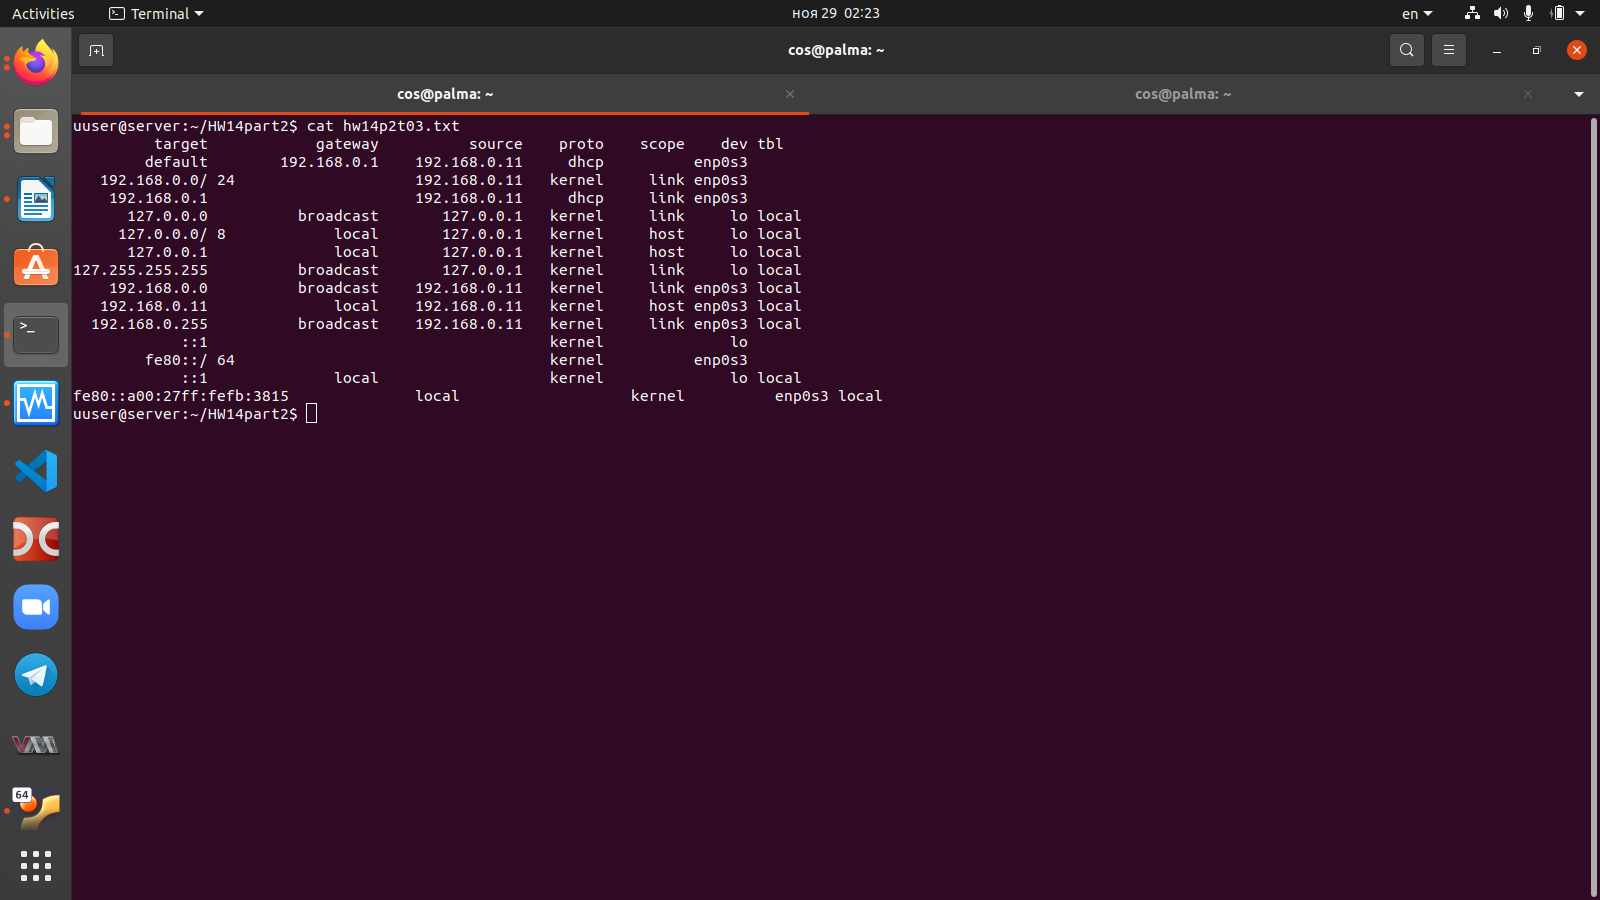 Activities Terminal ноя 29 02:23 en
cos@palma: ~
cos@palma: ~ cos@palma: ~
uuser@server:~/HW14part2$ cat hw14p2t03.txt
target gateway source proto scope dev tbl
default 192.168.0.1 192.168.0.11 dhcp enp0s3
192.168.0.0/ 24 192.168.0.11 kernel link enp0s3
192.168.0.1 192.168.0.11 dhcp link enp0s3
127.0.0.0 broadcast 127.0.0.1 kernel link lo local
127.0.0.0/ 8 local 127.0.0.1 kernel host lo local
127.0.0.1 local 127.0.0.1 kernel host lo local
127.255.255.255 broadcast 127.0.0.1 kernel link lo local
192.168.0.0 broadcast 192.168.0.11 kernel link enp0s3 local
192.168.0.11 local 192.168.0.11 kernel host enp0s3 local
192.168.0.255 broadcast 192.168.0.11 kernel link enp0s3 local
::1 kernel lo
fe80::/ 64 kernel enp0s3
::1 local kernel lo local
fe80::a00:27ff:fefb:3815 local kernel enp0s3 local
uuser@server:~/HW14part2$
64